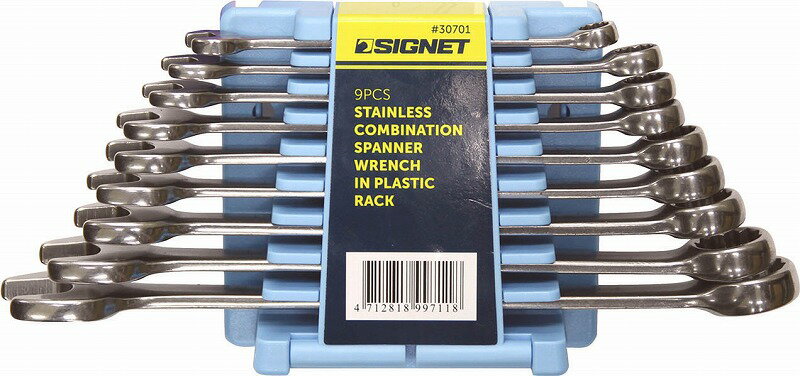 #30701
SIGNET
9PCS
STAINLESS
COMBINATION
SPANNER
WRENCH
IN PLASTIC
RACK
4 712818 997118